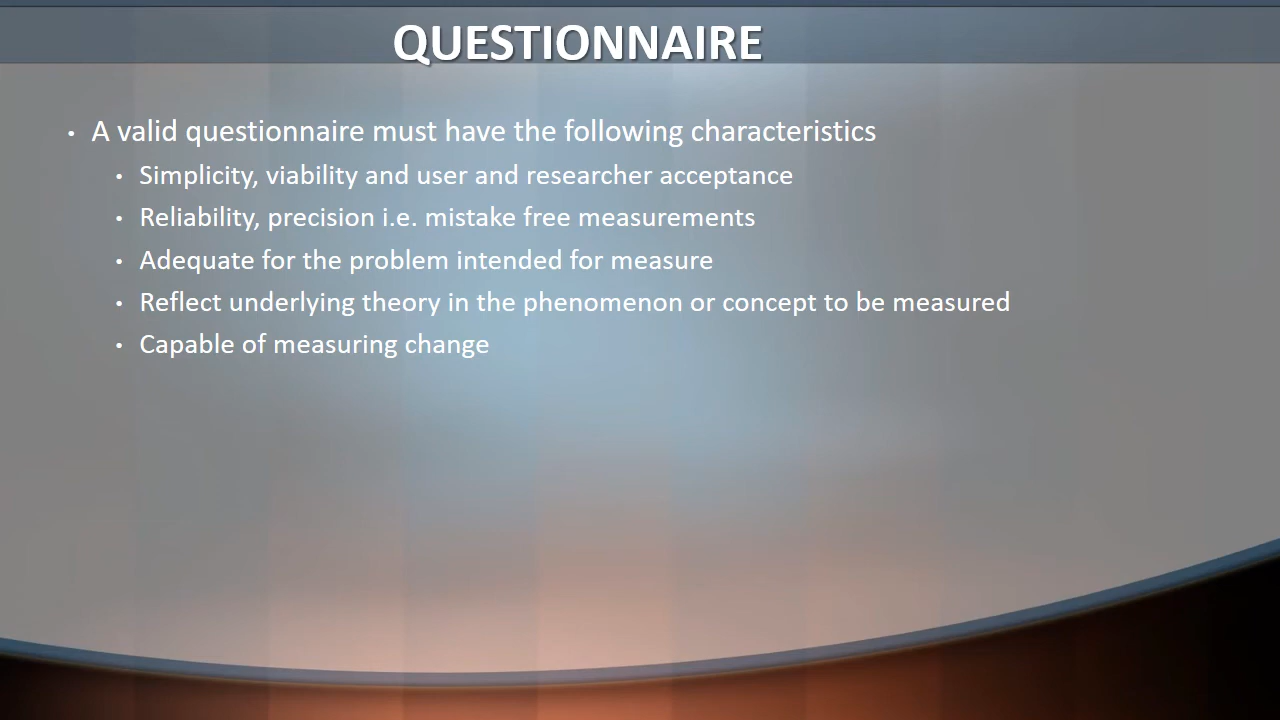 QUESTIONNAIRE
• A valid questionnaire must have the following characteristics
• Simplicity, viability and user and researcher acceptance
• Reliability, precision i.e. mistake free measurements
• Adequate for the problem intended for measure
• Reflect underlying theory in the phenomenon or concept to be measured
• Capable of measuring change